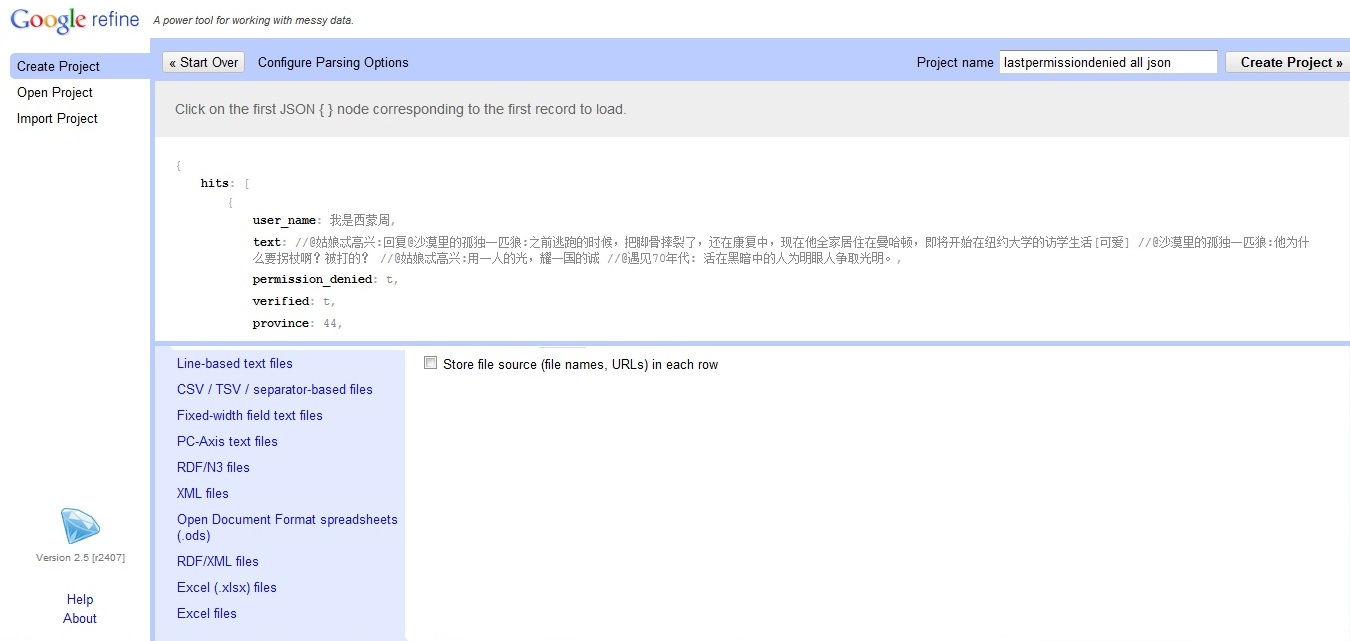 Google refine A power tool for working with messy data.
Create Project
Open Project
Import Project
« Start Over Configure Parsing Options Project name lastpermissiondenied all json Create Project »
Click on the first JSON { } node corresponding to the first record to load.
{
hits: [
{
user_name: 我是西蒙周,
text: //@姑娘忒高兴:回复@沙漠里的孤独一匹狼:之前逃跑的时候，把脚骨摔裂了，还在康复中，现在他全家居住在曼哈顿，即将开始在纽约大学的访学生活[可爱] //@沙漠里的孤独一匹狼:他为什
么要拐杖啊？被打的？ //@姑娘忒高兴:用一人的光，耀一国的诚 //@遇见70年代: 活在黑暗中的人为明眼人争取光明。,
permission_denied: t,
verified: t,
province: 44,
Line-based text files
CSV / TSV / separator-based files
Fixed-width field text files
PC-Axis text files
RDF/N3 files
XML files
Open Document Format spreadsheets
(.ods)
RDF/XML files
Excel (.xlsx) files
Excel files
Store file source (file names, URLs) in each row
Version 2.5 [r2407]
Help
About